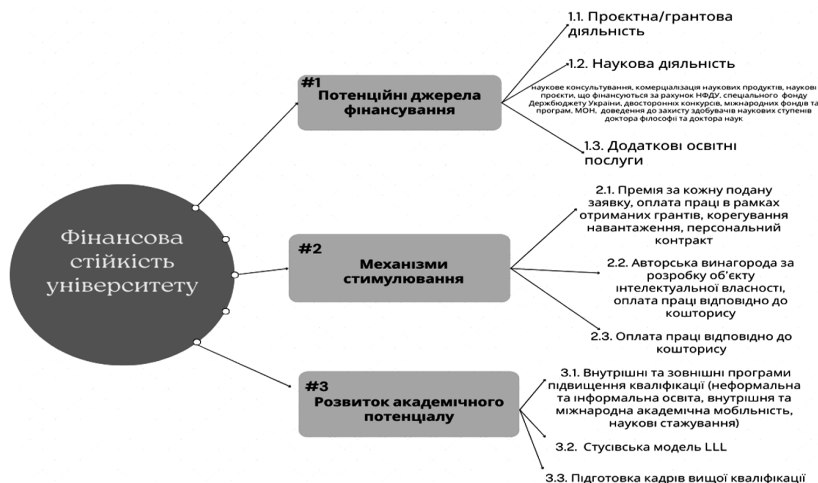 Фінансова
стійкість
університету
#1
Потенційні джерела
фінансування
1.1. Проєктна/грантова
діяльність
1.2. Наукова діяльність
наукове консультування, комерціалізація наукових продуктів, наукові
проєкти, що фінансуються за рахунок НФДУ, спеціального фонду
Держбюджету України, двосторонніх конкурсів, міжнародних фондів та
програм, МОН, доведення до захисту здобувачів наукових ступенів
доктора філософії та доктора наук
1.3. Додаткові освітні
послуги
#2
Механізми
стимулювання
2.1. Премія за кожну подану
заявку, оплата праці в рамках
отриманих грантів, корегування
навантаження, персональний
контракт
2.2. Авторська винагорода за
розробку об'єкту
інтелектуальної власності,
оплата праці відповідно до
кошторису
2.3. Оплата праці відповідно до
кошторису
#3
Розвиток академічного
потенціалу
3.1. Внутрішні та зовнішні програми
підвищення кваліфікації (неформальна
та інформальна освіта, внутрішня та
міжнародна академічна мобільність,
наукові стажування)
3.2. Стусівська модель LLL
3.3. Підготовка кадрів вищої кваліфікації